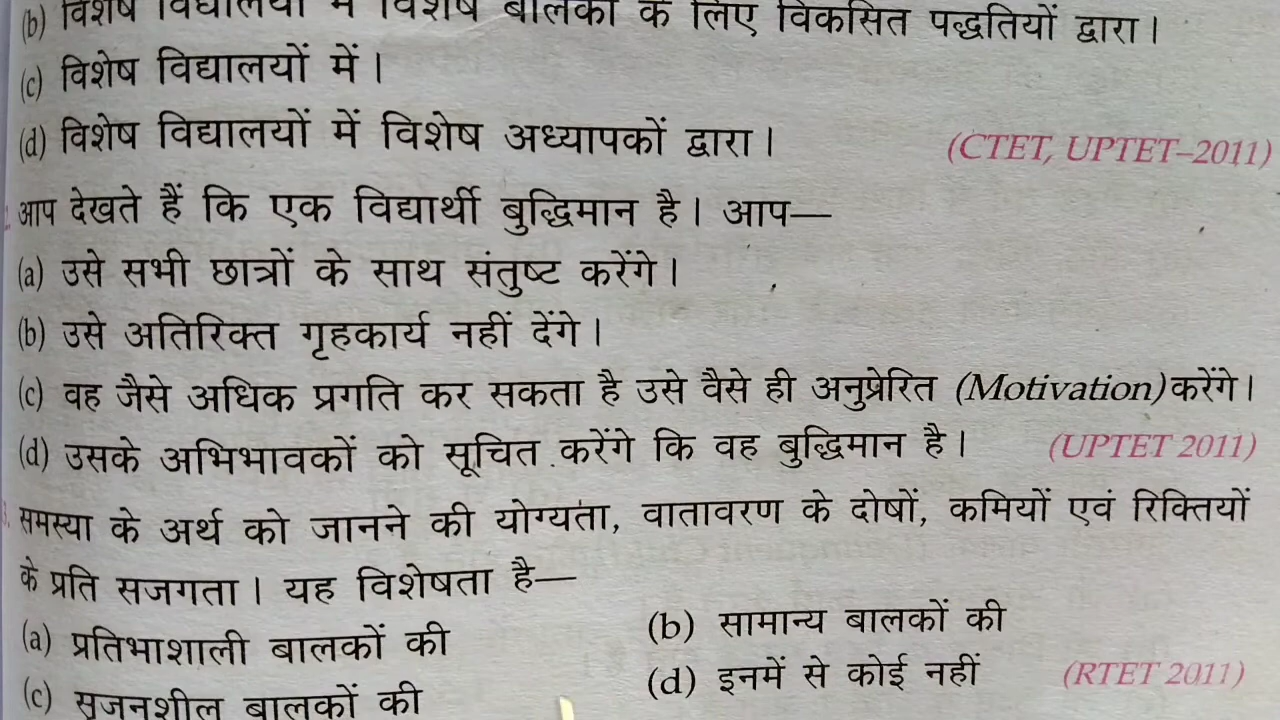 (b) विशेष विद्यालयों में विशेष बालकों के लिए विकसित पद्धतियों द्वारा।
(c) विशेष विद्यालयों में।
(d) विशेष विद्यालयों में विशेष अध्यापकों द्वारा। (CTET, UPTET–2011)
आप देखते हैं कि एक विद्यार्थी बुद्धिमान है। आप—
(a) उसे सभी छात्रों के साथ संतुष्ट करेंगे।
(b) उसे अतिरिक्त गृहकार्य नहीं देंगे।
(c) वह जैसे अधिक प्रगति कर सकता है उसे वैसे ही अनुप्रेरित (Motivation) करेंगे।
(d) उसके अभिभावकों को सूचित करेंगे कि वह बुद्धिमान है। (UPTET 2011)
समस्या के अर्थ को जानने की योग्यता, वातावरण के दोषों, कमियों एवं रिक्तियों
के प्रति सजगता। यह विशेषता है—
(a) प्रतिभाशाली बालकों की (b) सामान्य बालकों की
(c) सृजनशील बालकों की (d) इनमें से कोई नहीं (RTET 2011)